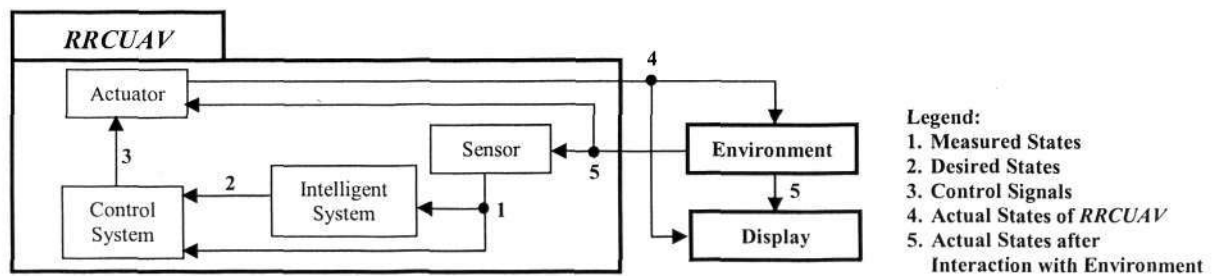 RRCUAV
4
Actuator
Legend:
1. Measured States
2. Desired States
3. Control Signals
4. Actual States of RRCUAV
5. Actual States after
Interaction with Environment
3
Sensor
5
Environment
2
Intelligent
System
1
5
Control
System
Display